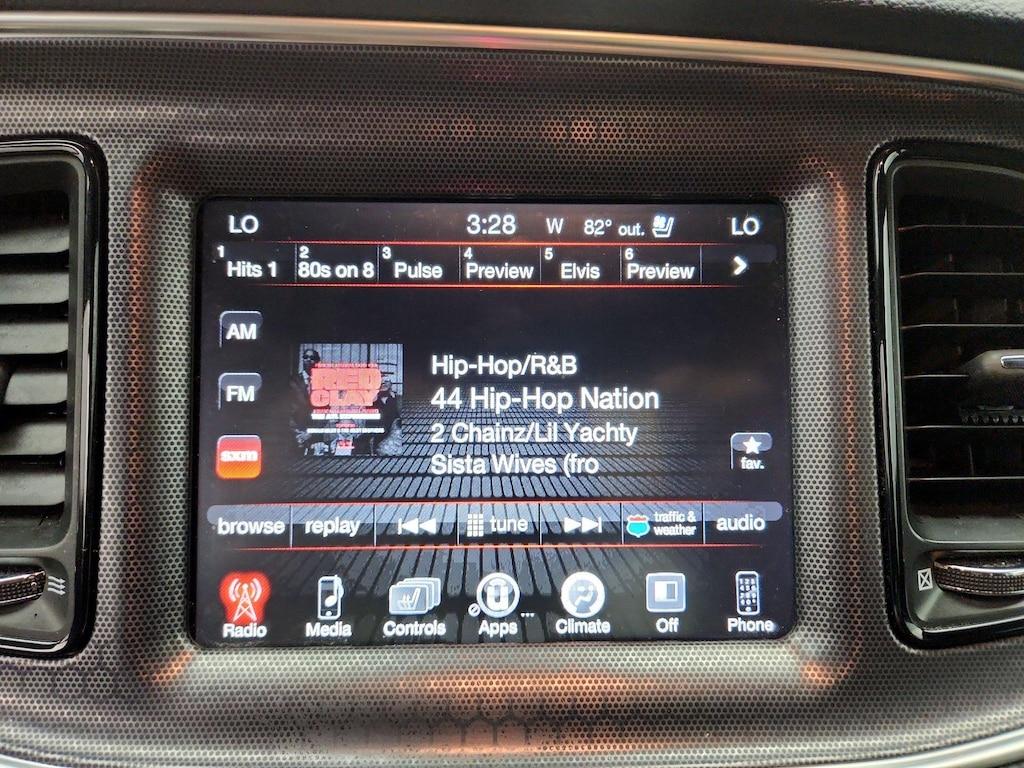 LO 3:28 W 82° out. LO
1 Hits 1 2 80s on 8 3 Pulse 4 Preview 5 Elvis 6 Preview
AM
FM
sxm
RED
CLAY
Hip-Hop/R&B
44 Hip-Hop Nation
2 Chainz/Lil Yachty
Sista Wives (fro
fav.
browse replay tune traffic &
weather audio
Radio Media Controls Apps ... Climate Off Phone